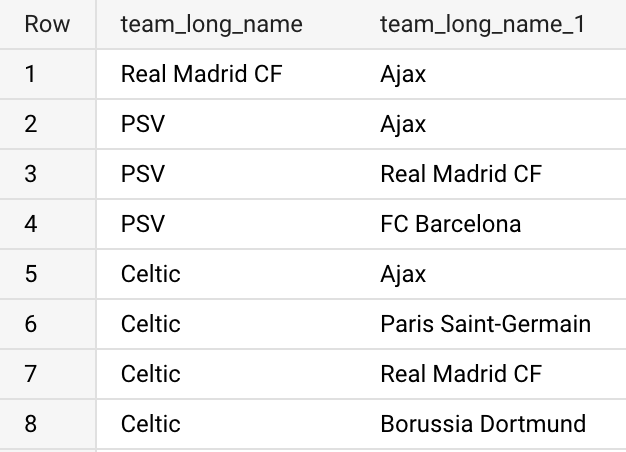 Row team_long_name team_long_name_1
1 Real Madrid CF Ajax
2 PSV Ajax
3 PSV Real Madrid CF
4 PSV FC Barcelona
5 Celtic Ajax
6 Celtic Paris Saint-Germain
7 Celtic Real Madrid CF
8 Celtic Borussia Dortmund